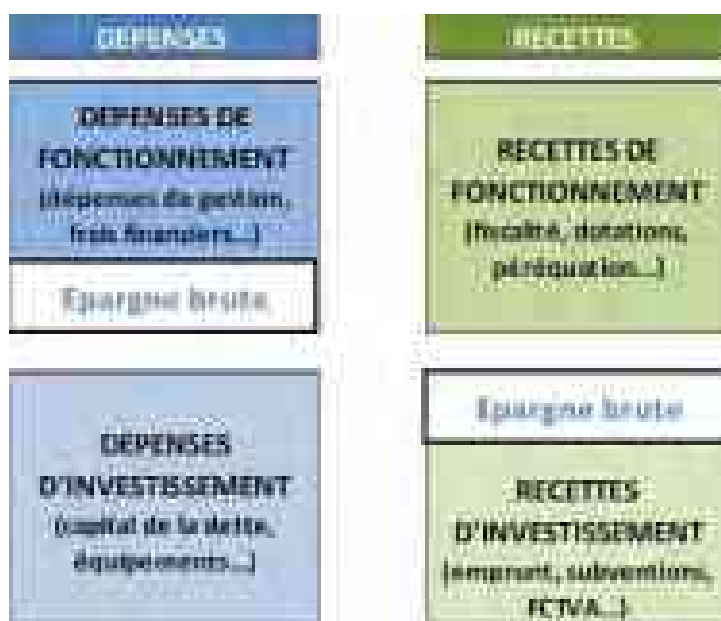 DEPENSES
DEPENSES DE
FONCTIONNEMENT
(dépenses de gestion,
frais financiers...)
Epargne brute
DEPENSES
D'INVESTISSEMENT
(capital de la dette,
équipements...)
RECETTES
RECETTES DE
FONCTIONNEMENT
(fiscalité, dotations,
péréquation...)
Epargne brute
RECETTES
D'INVESTISSEMENT
(emprunt, subventions,
FCTVA...)